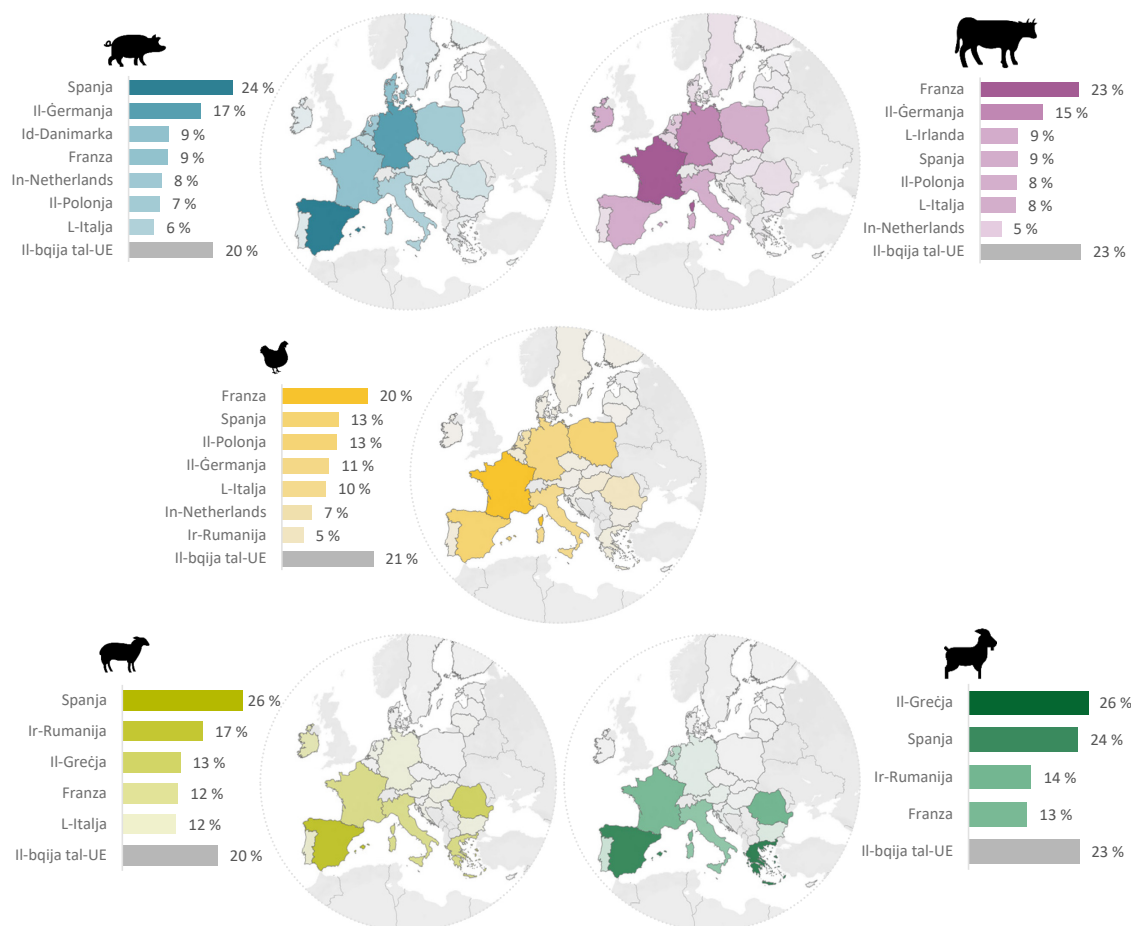 Spanja 24 %
Il-Ġermanja 17 %
Id-Danimarka 9 %
Franza 9 %
In-Netherlands 8 %
Il-Polonja 7 %
L-Italja 6 %
Il-bqija tal-UE 20 %
Franza 23 %
Il-Ġermanja 15 %
L-Irlanda 9 %
Spanja 9 %
Il-Polonja 8 %
L-Italja 8 %
In-Netherlands 5 %
Il-bqija tal-UE 23 %
Franza 20 %
Spanja 13 %
Il-Polonja 13 %
Il-Ġermanja 11 %
L-Italja 10 %
In-Netherlands 7 %
Ir-Rumanija 5 %
Il-bqija tal-UE 21 %
Spanja 26 %
Ir-Rumanija 17 %
Il-Greċja 13 %
Franza 12 %
L-Italja 12 %
Il-bqija tal-UE 20 %
Il-Greċja 26 %
Spanja 24 %
Ir-Rumanija 14 %
Franza 13 %
Il-bqija tal-UE 23 %